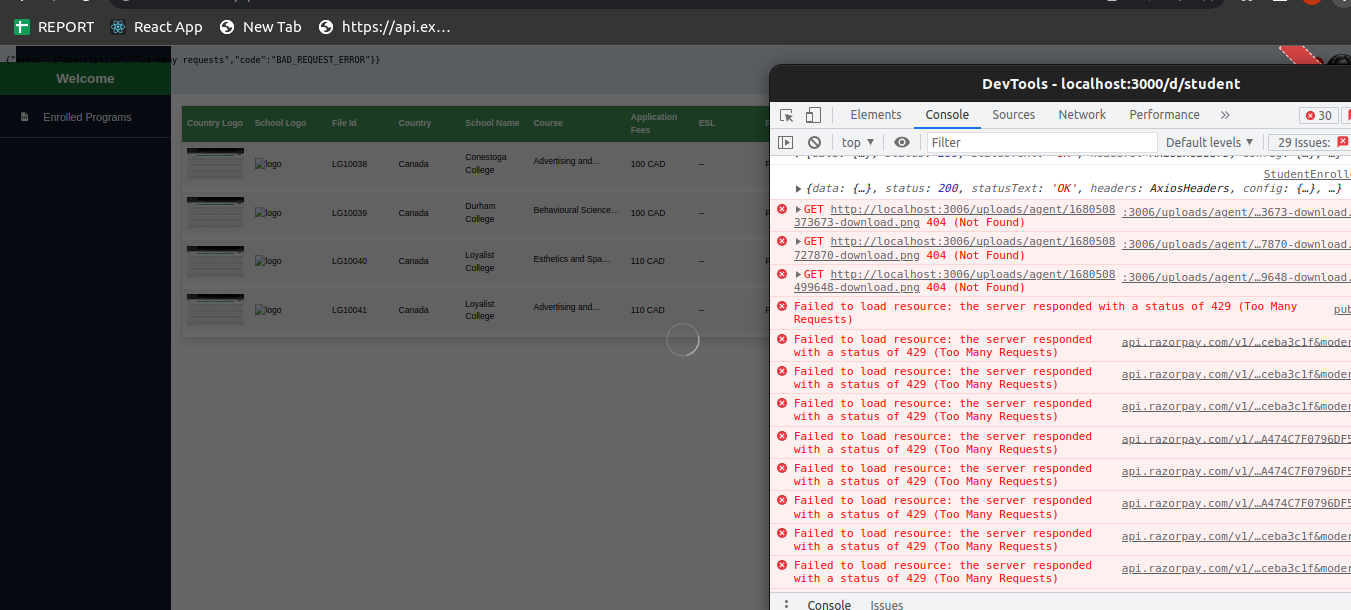 REPORT React App New Tab https://api.ex…
requests","code":"BAD_REQUEST_ERROR"}}
Welcome
Enrolled Programs
Country Logo School Logo File Id Country School Name Course Application Fees ESL
logo LG10038 Canada Conestoga College Advertising and… 100 CAD --
logo LG10039 Canada Durham College Behavioural Science… 100 CAD --
logo LG10040 Canada Loyalist College Esthetics and Spa… 110 CAD --
logo LG10041 Canada Loyalist College Advertising and… 110 CAD --
DevTools - localhost:3000/d/student
Elements Console Sources Network Performance » 30
top ▼ Filter Default levels ▼ 29 Issues:
StudentEnrolle
{data: {…}, status: 200, statusText: 'OK', headers: AxiosHeaders, config: {…}, …}
GET http://localhost:3006/uploads/agent/1680508 :3006/uploads/agent/…3673-download.
373673-download.png 404 (Not Found)
GET http://localhost:3006/uploads/agent/1680508 :3006/uploads/agent/…7870-download.
727870-download.png 404 (Not Found)
GET http://localhost:3006/uploads/agent/1680508 :3006/uploads/agent/…9648-download.
499648-download.png 404 (Not Found)
Failed to load resource: the server responded with a status of 429 (Too Many pub
Requests)
Failed to load resource: the server responded api.razorpay.com/v1/…ceba3c1f&moder
with a status of 429 (Too Many Requests)
Failed to load resource: the server responded api.razorpay.com/v1/…ceba3c1f&moder
with a status of 429 (Too Many Requests)
Failed to load resource: the server responded api.razorpay.com/v1/…ceba3c1f&moder
with a status of 429 (Too Many Requests)
Failed to load resource: the server responded api.razorpay.com/v1/…A474C7F0796DF5
with a status of 429 (Too Many Requests)
Failed to load resource: the server responded api.razorpay.com/v1/…A474C7F0796DF5
with a status of 429 (Too Many Requests)
Failed to load resource: the server responded api.razorpay.com/v1/…A474C7F0796DF5
with a status of 429 (Too Many Requests)
Failed to load resource: the server responded api.razorpay.com/v1/…ceba3c1f&moder
with a status of 429 (Too Many Requests)
Failed to load resource: the server responded api.razorpay.com/v1/…ceba3c1f&moder
with a status of 429 (Too Many Requests)
Console Issues